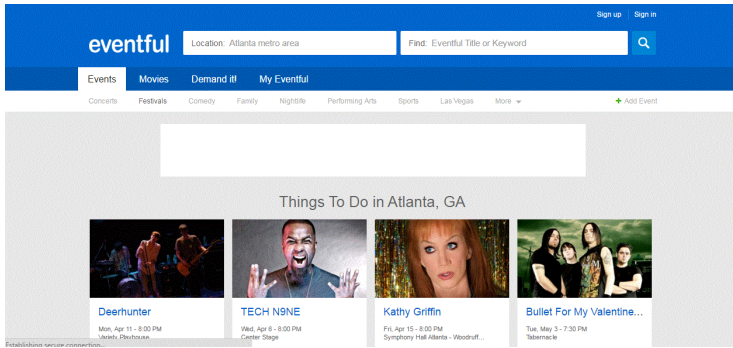 Sign up Sign in
eventful
Location: Atlanta metro area
Find: Eventful Title or Keyword
Events Movies Demand it! My Eventful
Concerts Festivals Comedy Family Nightlife Performing Arts Sports Las Vegas More + Add Event
Things To Do in Atlanta, GA
Deerhunter TECH N9NE Kathy Griffin Bullet For My Valentine...
Mon, Apr 11 - 8:00 PM Wed, Apr 6 - 8:00 PM Fri, Apr 15 - 8:00 PM Tue, May 3 - 7:30 PM
Variety Playhouse Center Stage Symphony Hall Atlanta - Woodruff... Tabernacle
Establishing secure connection...